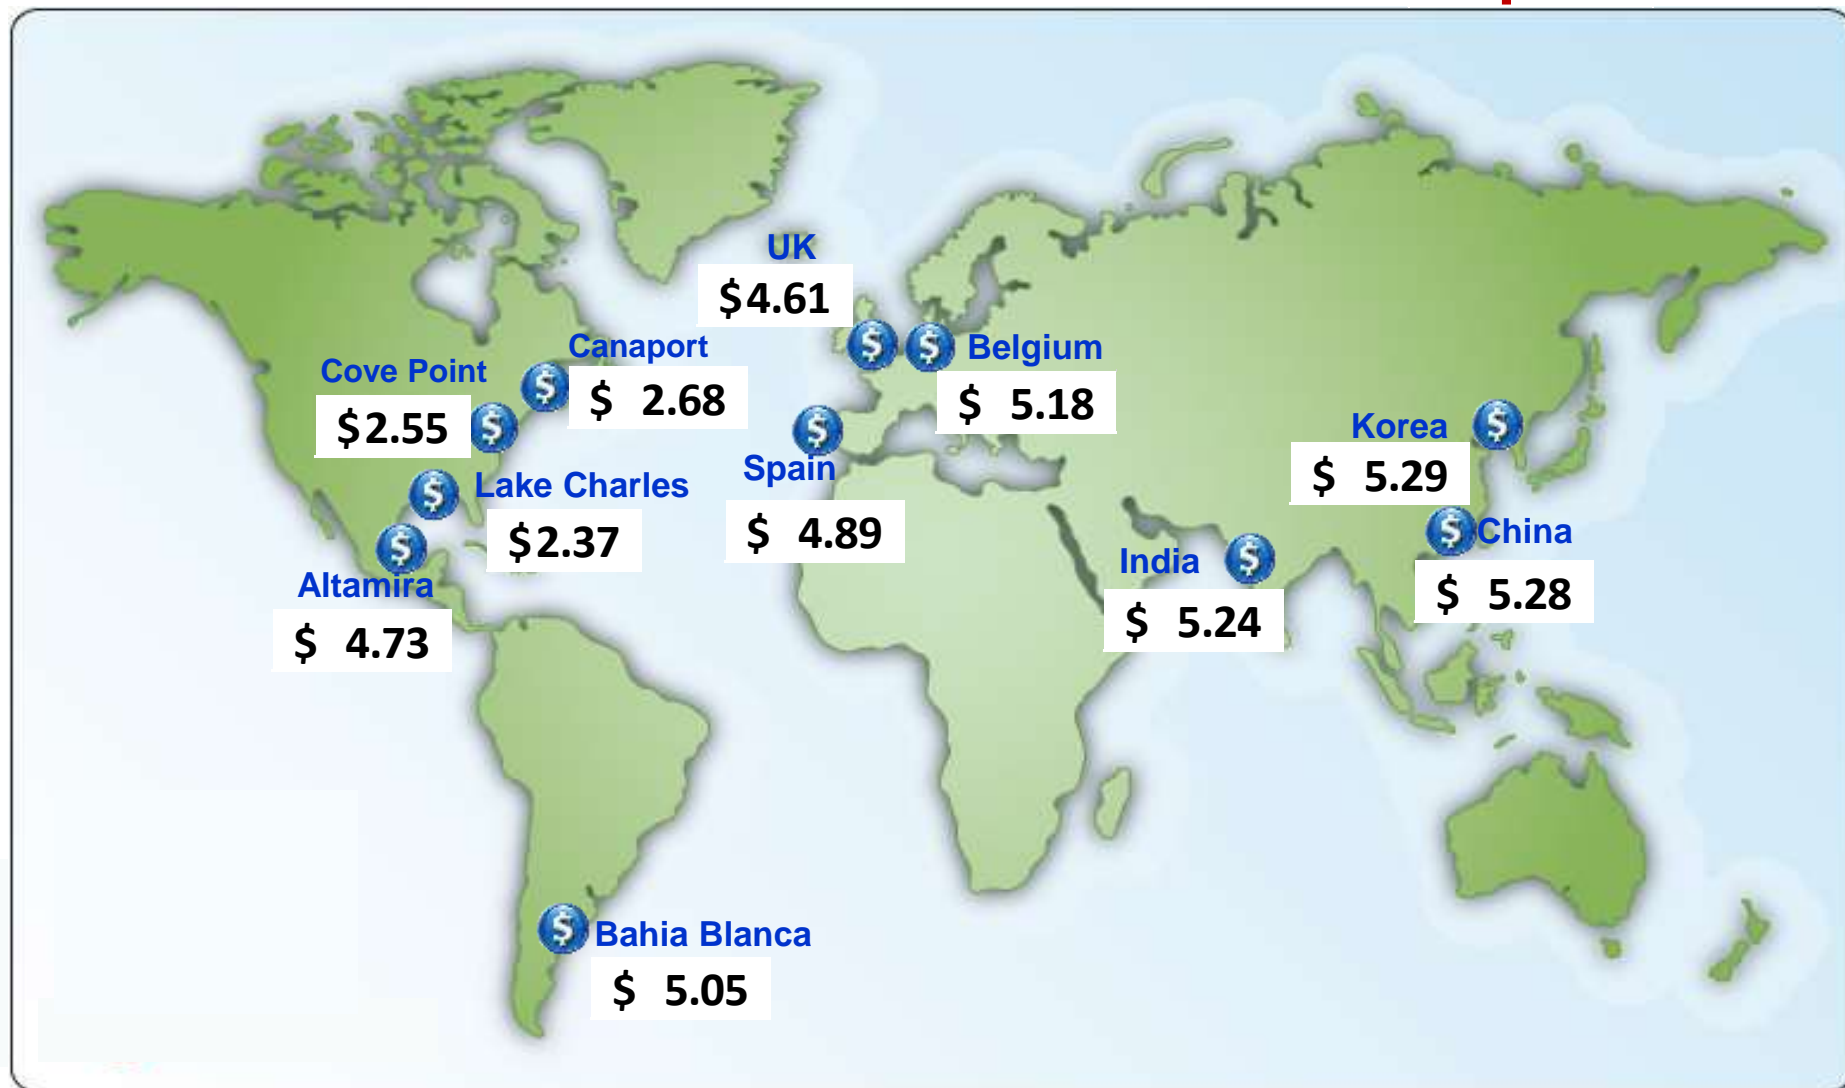 UK
$4.61
Canaport
$ 2.68
Cove Point
$2.55
Belgium
$ 5.18
Korea
$ 5.29
Spain
$ 4.89
Lake Charles
$2.37
China
$ 5.28
India
$ 5.24
Altamira
$ 4.73
Bahia Blanca
$ 5.05